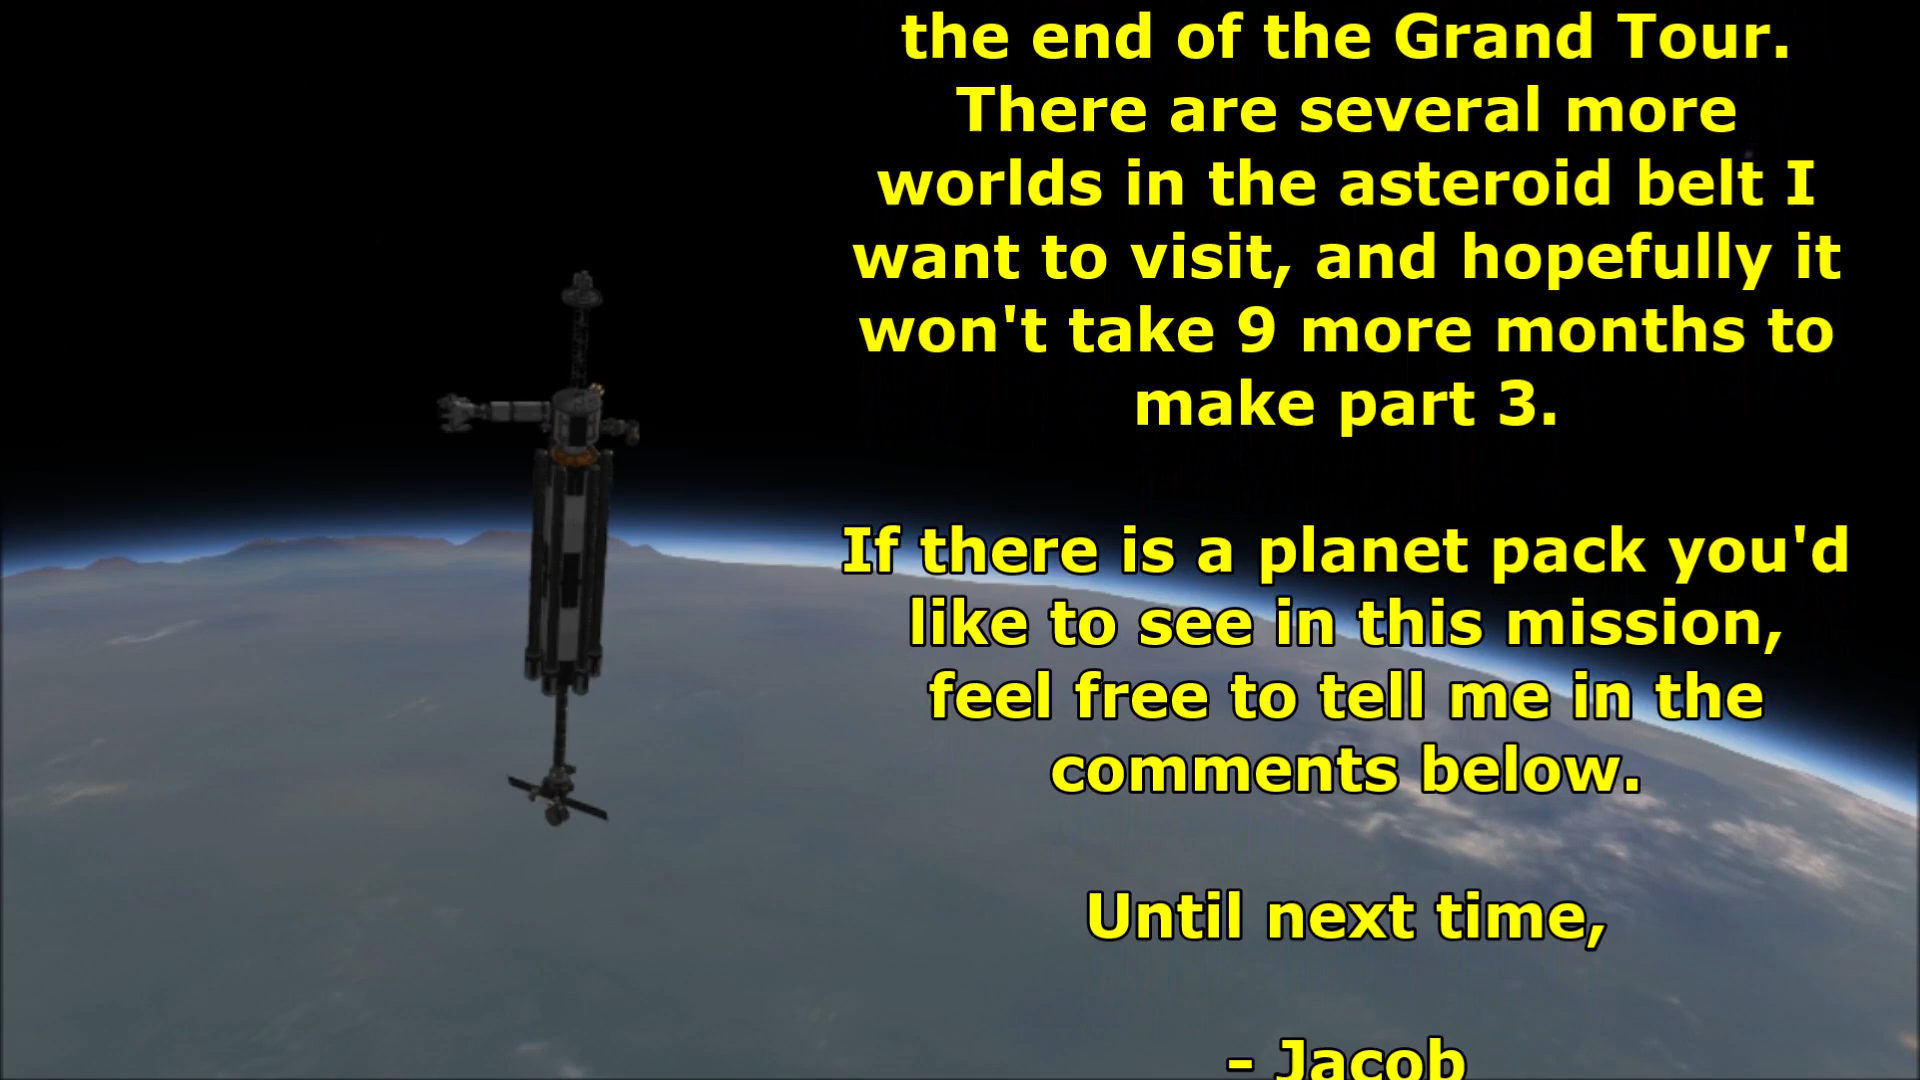 the end of the Grand Tour.
There are several more
worlds in the asteroid belt I
want to visit, and hopefully it
won't take 9 more months to
make part 3.
If there is a planet pack you'd
like to see in this mission,
feel free to tell me in the
comments below.
Until next time,
- Jacob